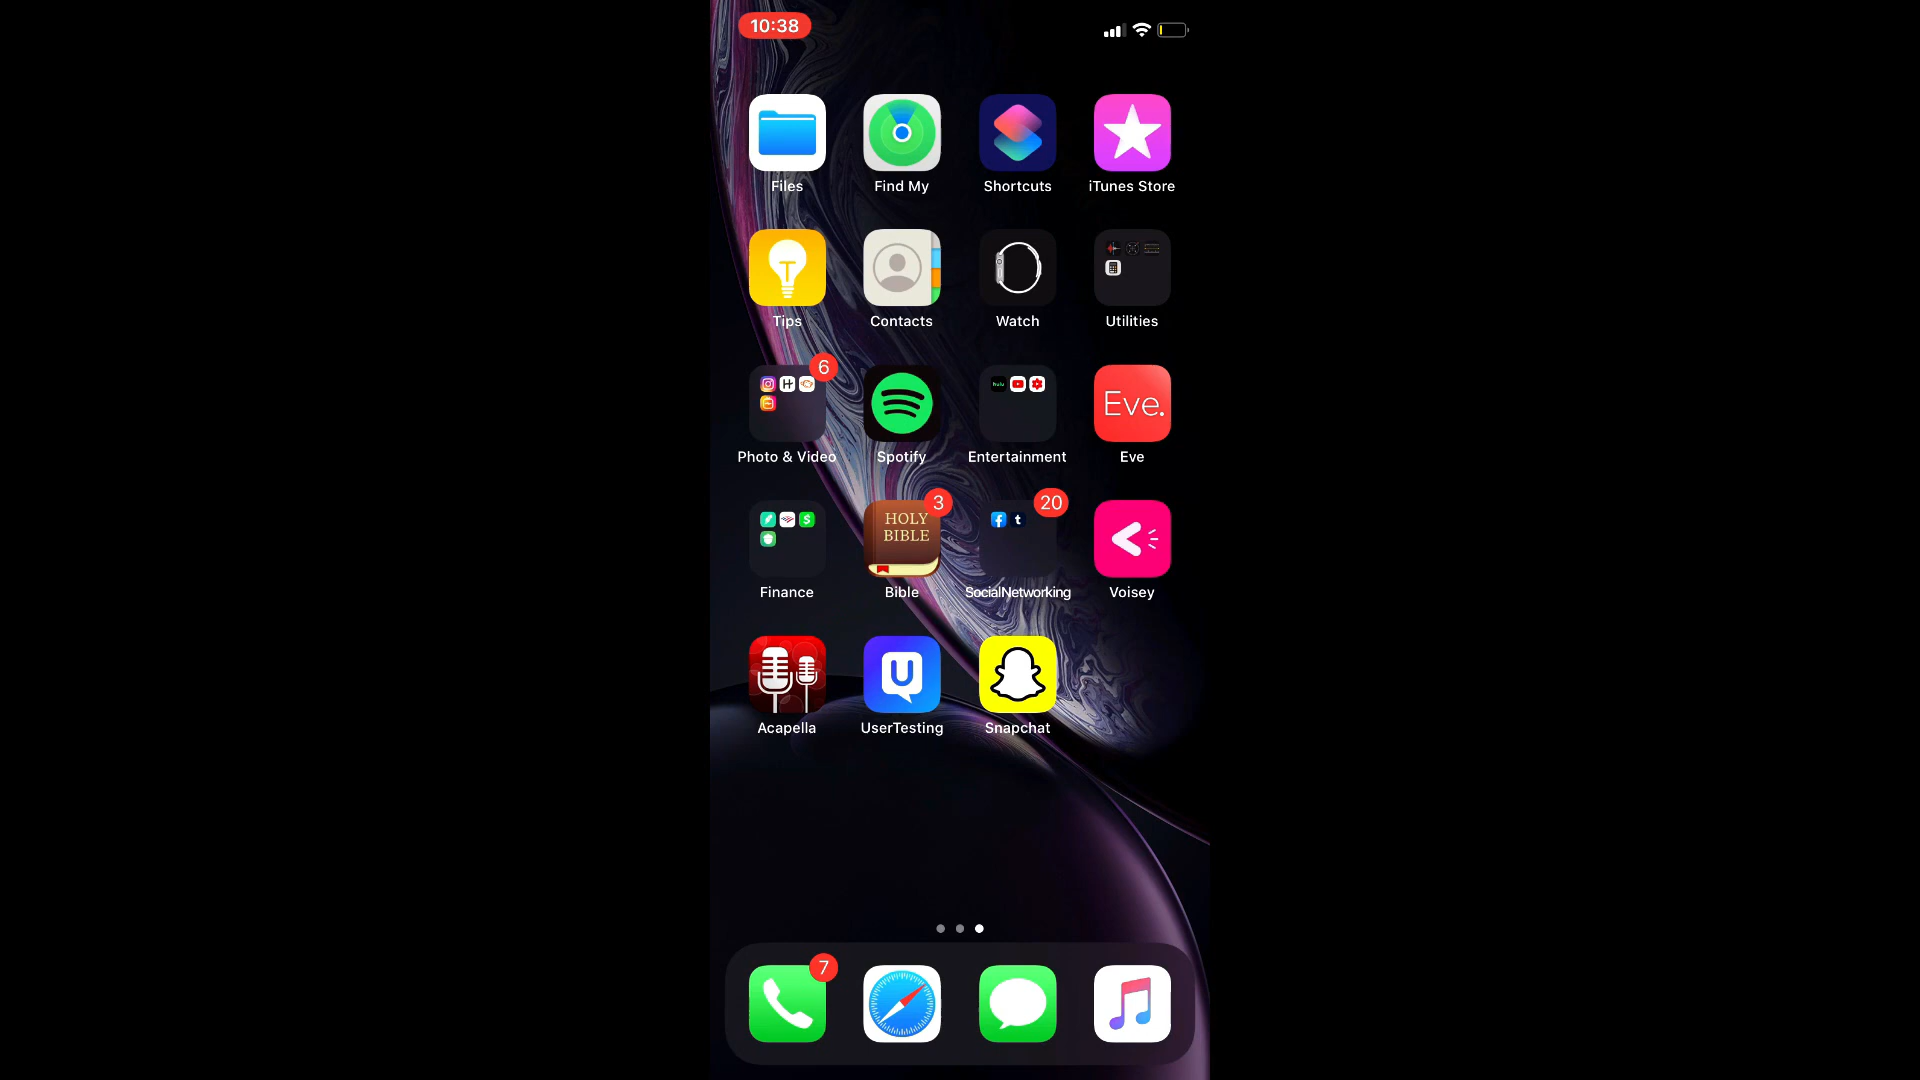 10:38
Files Find My Shortcuts iTunes Store
Tips Contacts Watch Utilities
6
hulu
Eve.
Photo & Video Spotify Entertainment Eve
3 20
HOLY
BIBLE
Finance Bible SocialNetworking Voisey
U
Acapella UserTesting Snapchat
7